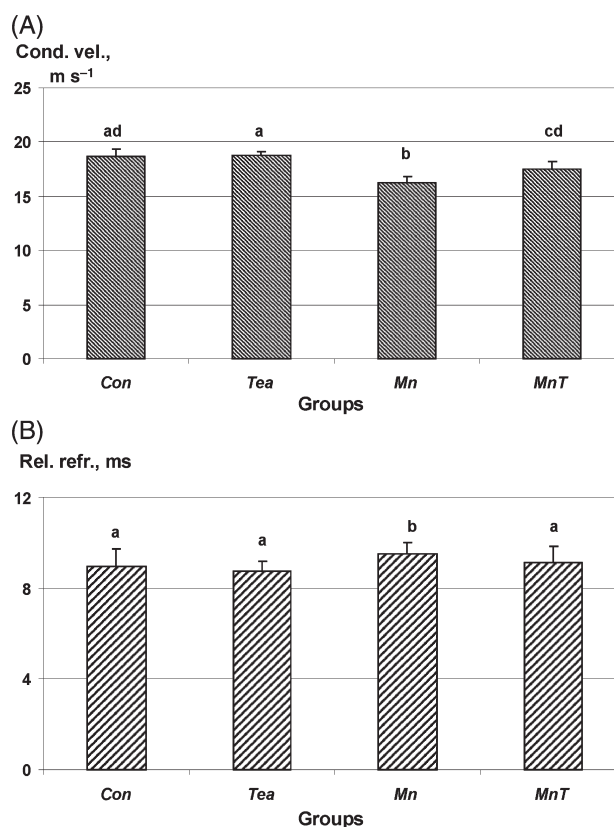 (A)
Cond. vel.,
m s⁻¹
25
20
15
10
5
0
ad
a
b
cd
Con Tea Mn MnT
Groups
(B)
Rel. refr., ms
12
8
4
0
a
a
b
a
Con Tea Mn MnT
Groups